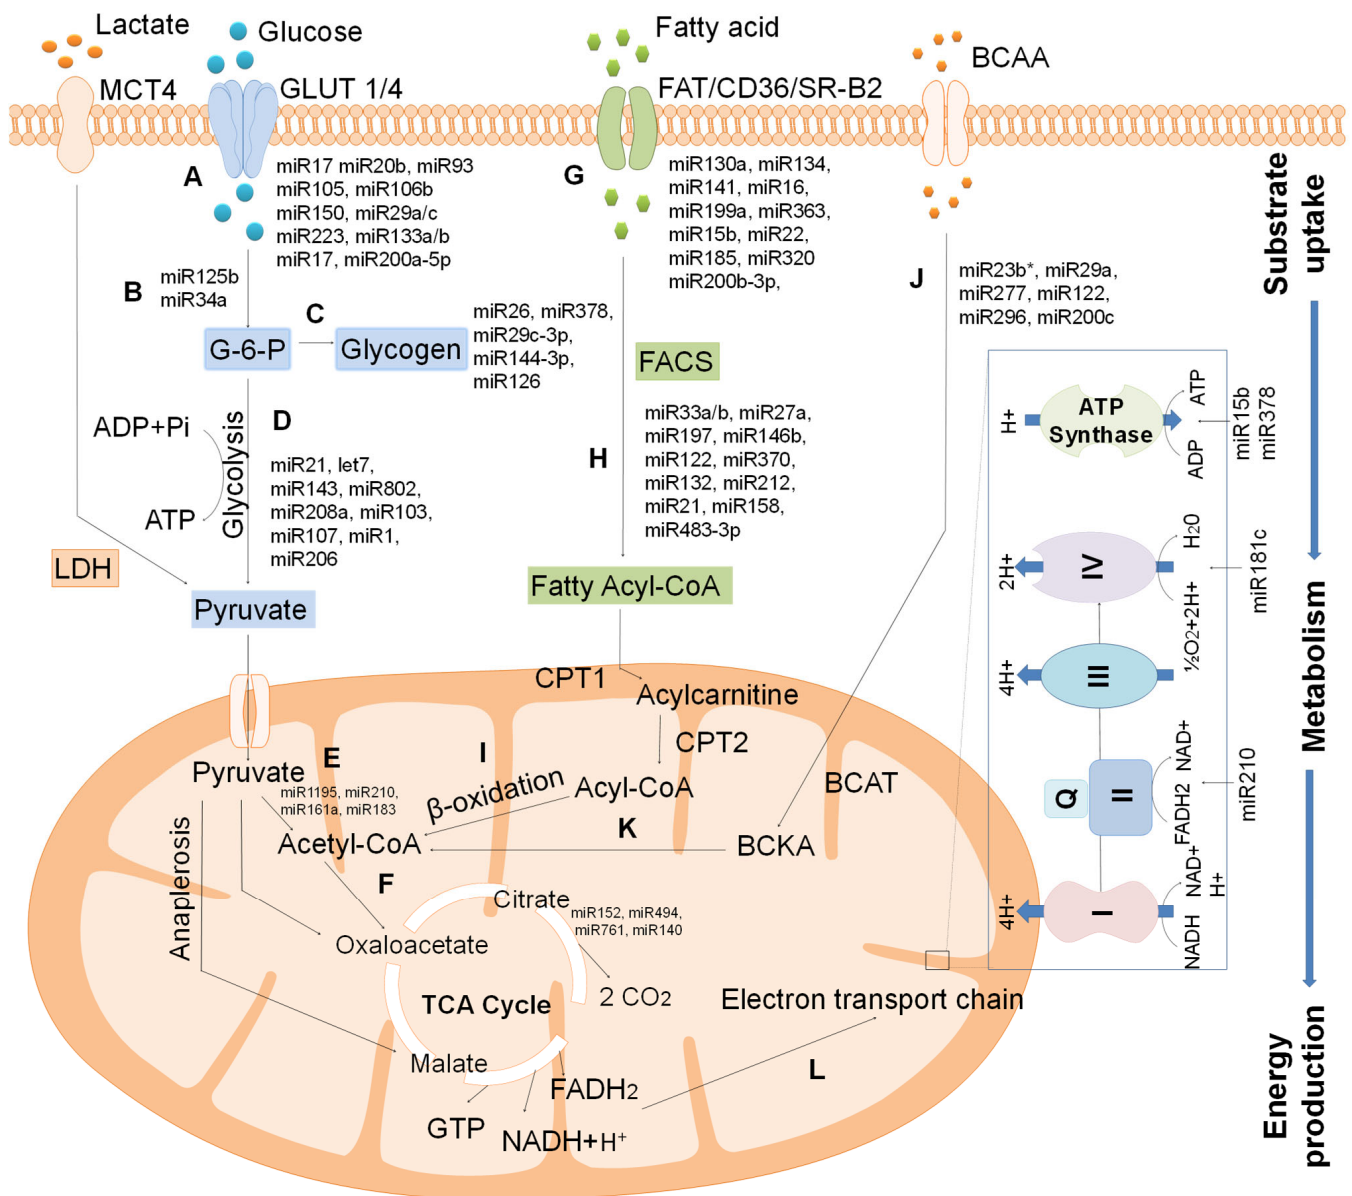 Lactate
Glucose
Fatty acid
BCAA
MCT4
GLUT 1/4
FAT/CD36/SR-B2
A
miR17 miR20b, miR93
miR105, miR106b
miR150, miR29a/c
miR223, miR133a/b
miR17, miR200a-5p
G
miR130a, miR134,
miR141, miR16,
miR199a, miR363,
miR15b, miR22,
miR185, miR320
miR200b-3p,
Substrate
uptake
B
miR125b
miR34a
J
miR23b*, miR29a,
miR277, miR122,
miR296, miR200c
G-6-P
C
Glycogen
miR26, miR378,
miR29c-3p,
miR144-3p,
miR126
FACS
ADP+Pi
ATP
Glycolysis
D
miR21, let7,
miR143, miR802,
miR208a, miR103,
miR107, miR1,
miR206
H
miR33a/b, miR27a,
miR197, miR146b,
miR122, miR370,
miR132, miR212,
miR21, miR158,
miR483-3p
H+
ATP
Synthase
ATP
ADP
miR15b
miR378
LDH
Pyruvate
Fatty Acyl-CoA
2H+
IV
H2O
½O2+2H+
miR181c
Metabolism
4H+
III
CPT1
Acylcarnitine
CPT2
Acyl-CoA
I
β-oxidation
BCAT
K
BCKA
Pyruvate
E
miR1195, miR210,
miR161a, miR183
Acetyl-CoA
F
Anaplerosis
Q
II
NAD+
FADH2
miR210
4H+
I
NAD+
H+
NADH
Citrate
miR152, miR494,
miR761, miR140
Oxaloacetate
2 CO2
TCA Cycle
Electron transport chain
Malate
FADH2
GTP
NADH+H+
L
Energy
production